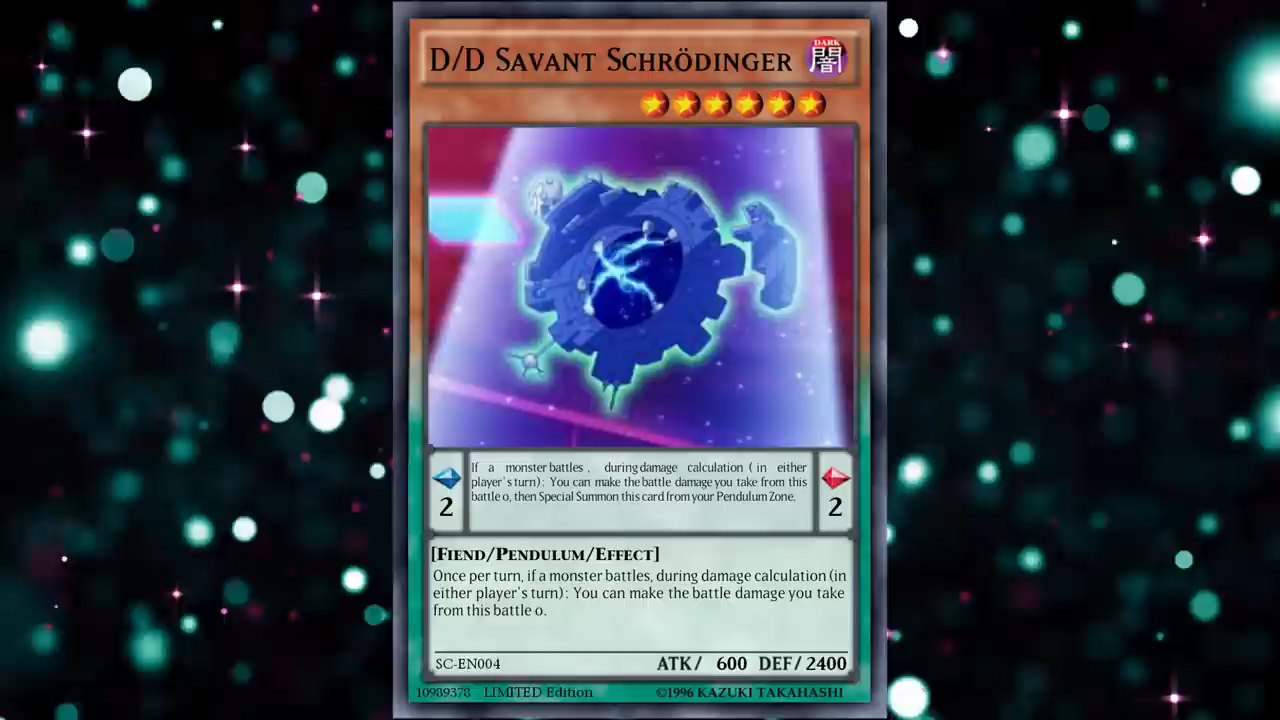 D/D SAVANT SCHRÖDINGER
DARK
闇
If a monster battles , during damage calculation ( in either
player's turn): You can make the battle damage you take from this
battle o, then Special Summon this card from your Pendulum Zone.
2
2
[FIEND/PENDULUM/EFFECT]
Once per turn, if a monster battles, during damage calculation (in
either player's turn): You can make the battle damage you take
from this battle o.
SC-EN004
ATK/ 600 DEF/ 2400
10989378 LIMITED Edition
©1996 KAZUKI TAKAHASHI